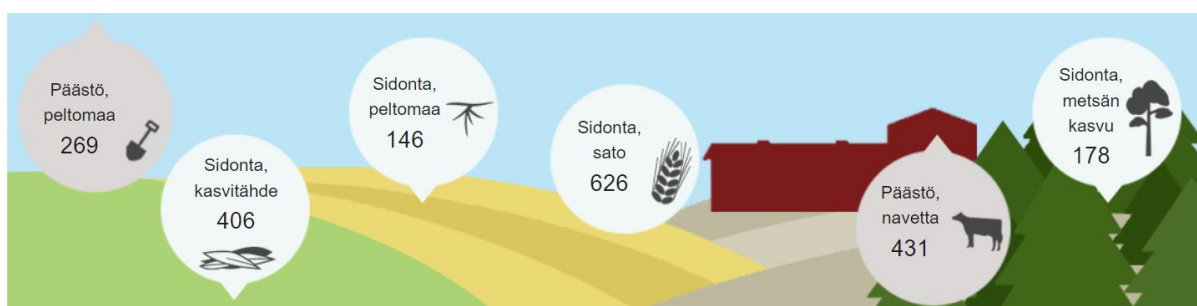 Päästö,
peltomaa
269
Sidonta,
kasvitähde
406
Sidonta,
peltomaa
146
Sidonta,
sato
626
Päästö,
navetta
431
Sidonta,
metsän
kasvu
178